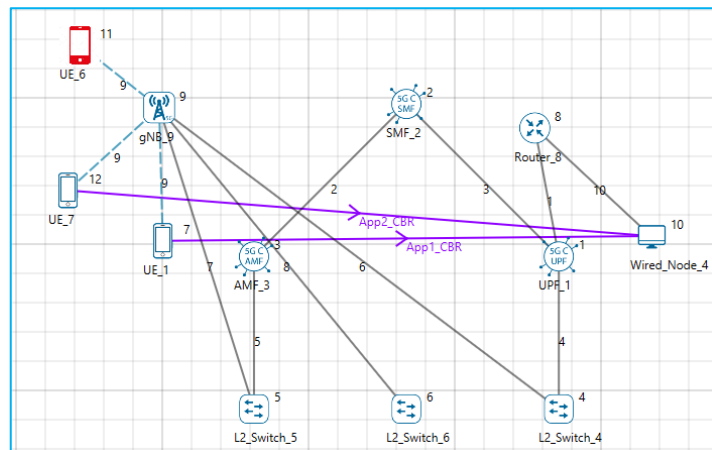 11
UE_6
9
9
gNB_9
5G C
SMF
2
SMF_2
8
Router_8
9
9
12
UE_7
2
3
1
10
App2_CBR
7
UE_1
App1_CBR
10
Wired_Node_4
3
5G C
AMF
AMF_3
7
8
6
1
5G C
UPF
UPF_1
5
4
5
L2_Switch_5
6
L2_Switch_6
4
L2_Switch_4